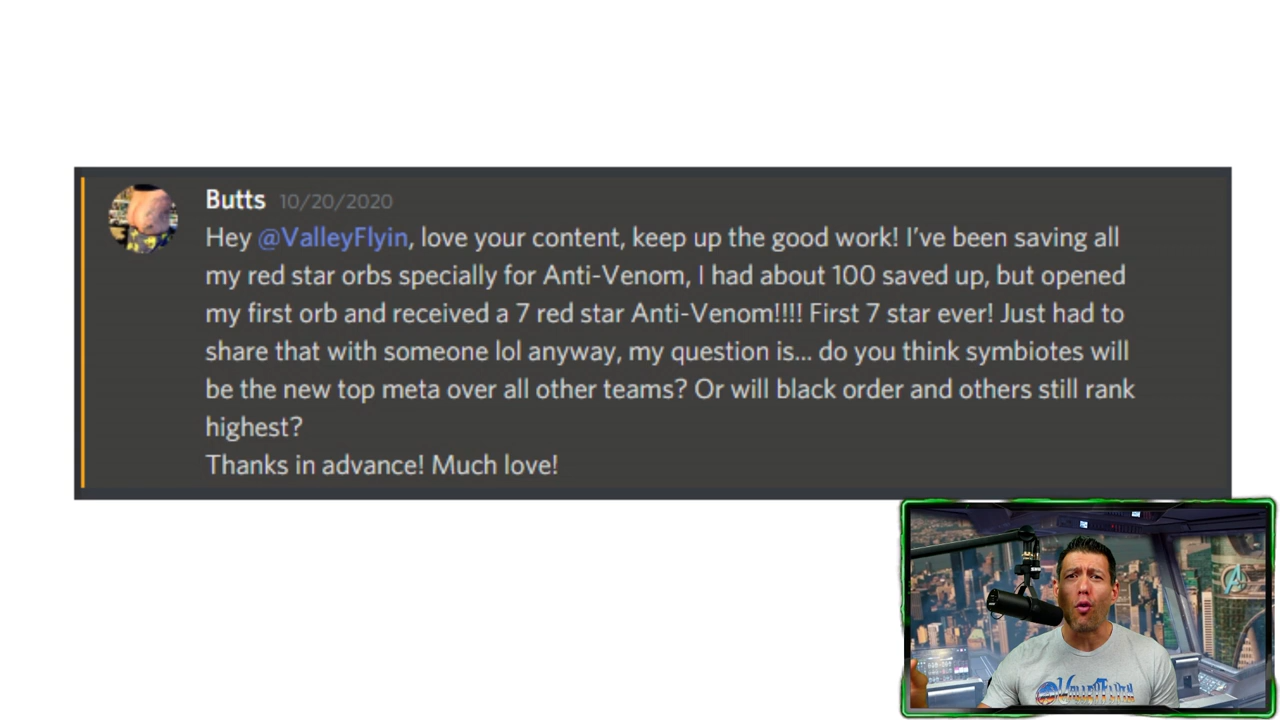 Butts 10/20/2020
Hey @ValleyFlyin, love your content, keep up the good work! I've been saving all
my red star orbs specially for Anti-Venom, I had about 100 saved up, but opened
my first orb and received a 7 red star Anti-Venom!!!! First 7 star ever! Just had to
share that with someone lol anyway, my question is... do you think symbiotes will
be the new top meta over all other teams? Or will black order and others still rank
highest?
Thanks in advance! Much love!
VALLEYFLYIN